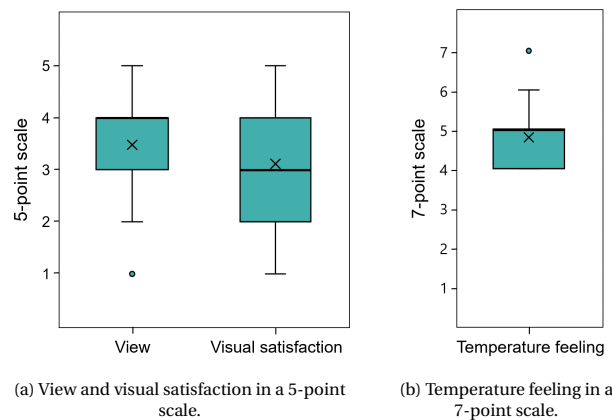 5-point scale
5
4
3
2
1
View
Visual satisfaction
(a) View and visual satisfaction in a 5-point
scale.
7-point scale
7
6
5
4
3
2
1
Temperature feeling
(b) Temperature feeling in a
7-point scale.